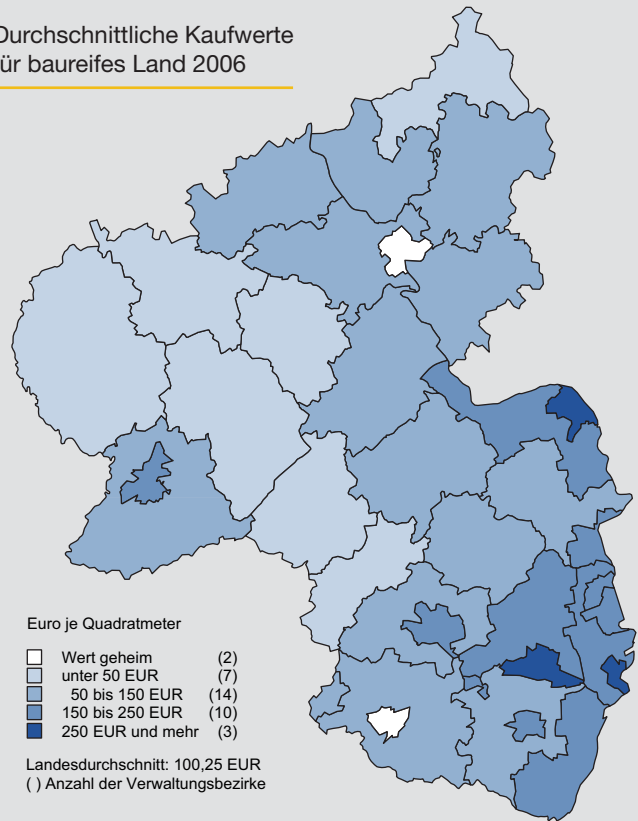 Durchschnittliche Kaufwerte
für baureifes Land 2006
Euro je Quadratmeter
Wert geheim (2)
unter 50 EUR (7)
50 bis 150 EUR (14)
150 bis 250 EUR (10)
250 EUR und mehr (3)
Landesdurchschnitt: 100,25 EUR
( ) Anzahl der Verwaltungsbezirke